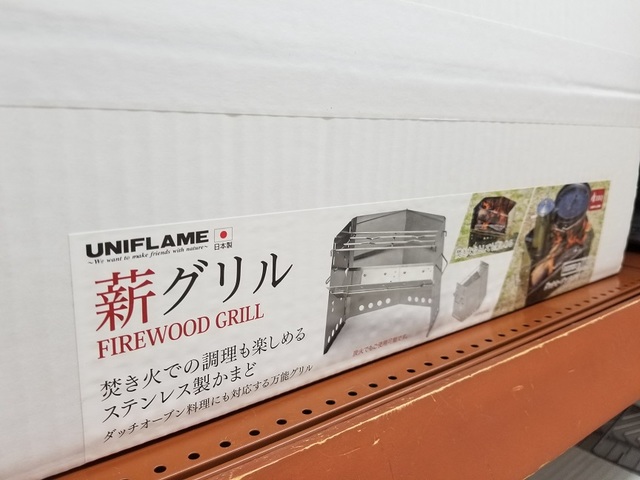 UNIFLAME
~We want to make friends with nature~
日本製
薪グリル
FIREWOOD GRILL
焚き火での調理も楽しめる
ステンレス製かまど
ダッチオーブン料理にも対応する万能グリル